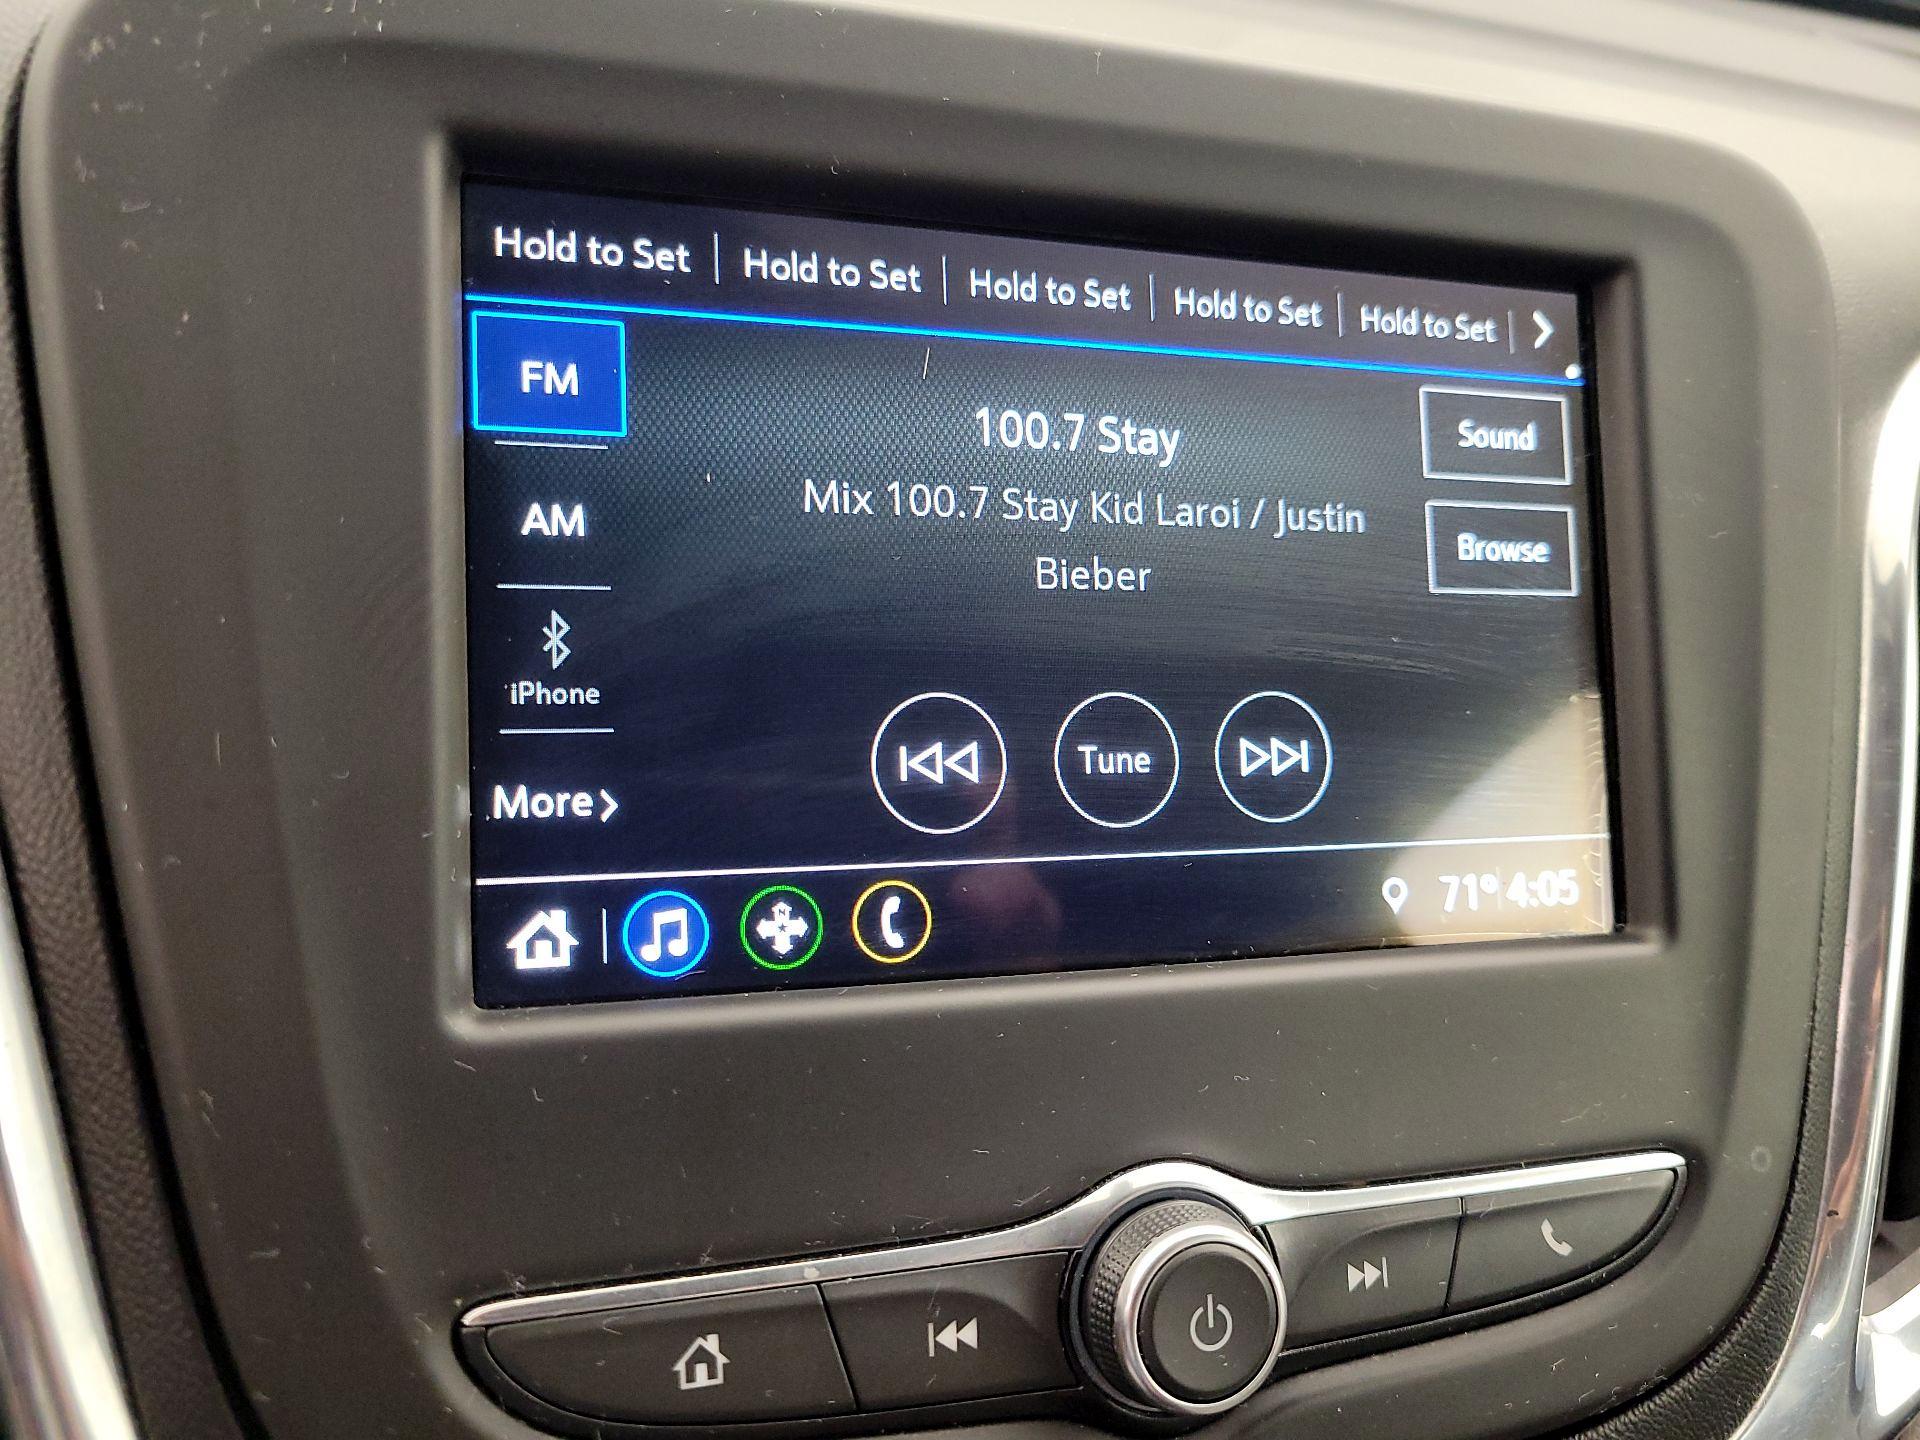 Hold to Set
Hold to Set
Hold to Set
Hold to Set
Hold to Set
FM
100.7 Stay
Sound
Mix 100.7 Stay Kid Laroi / Justin
Bieber
Browse
AM
iPhone
Tune
More
71° 4:05